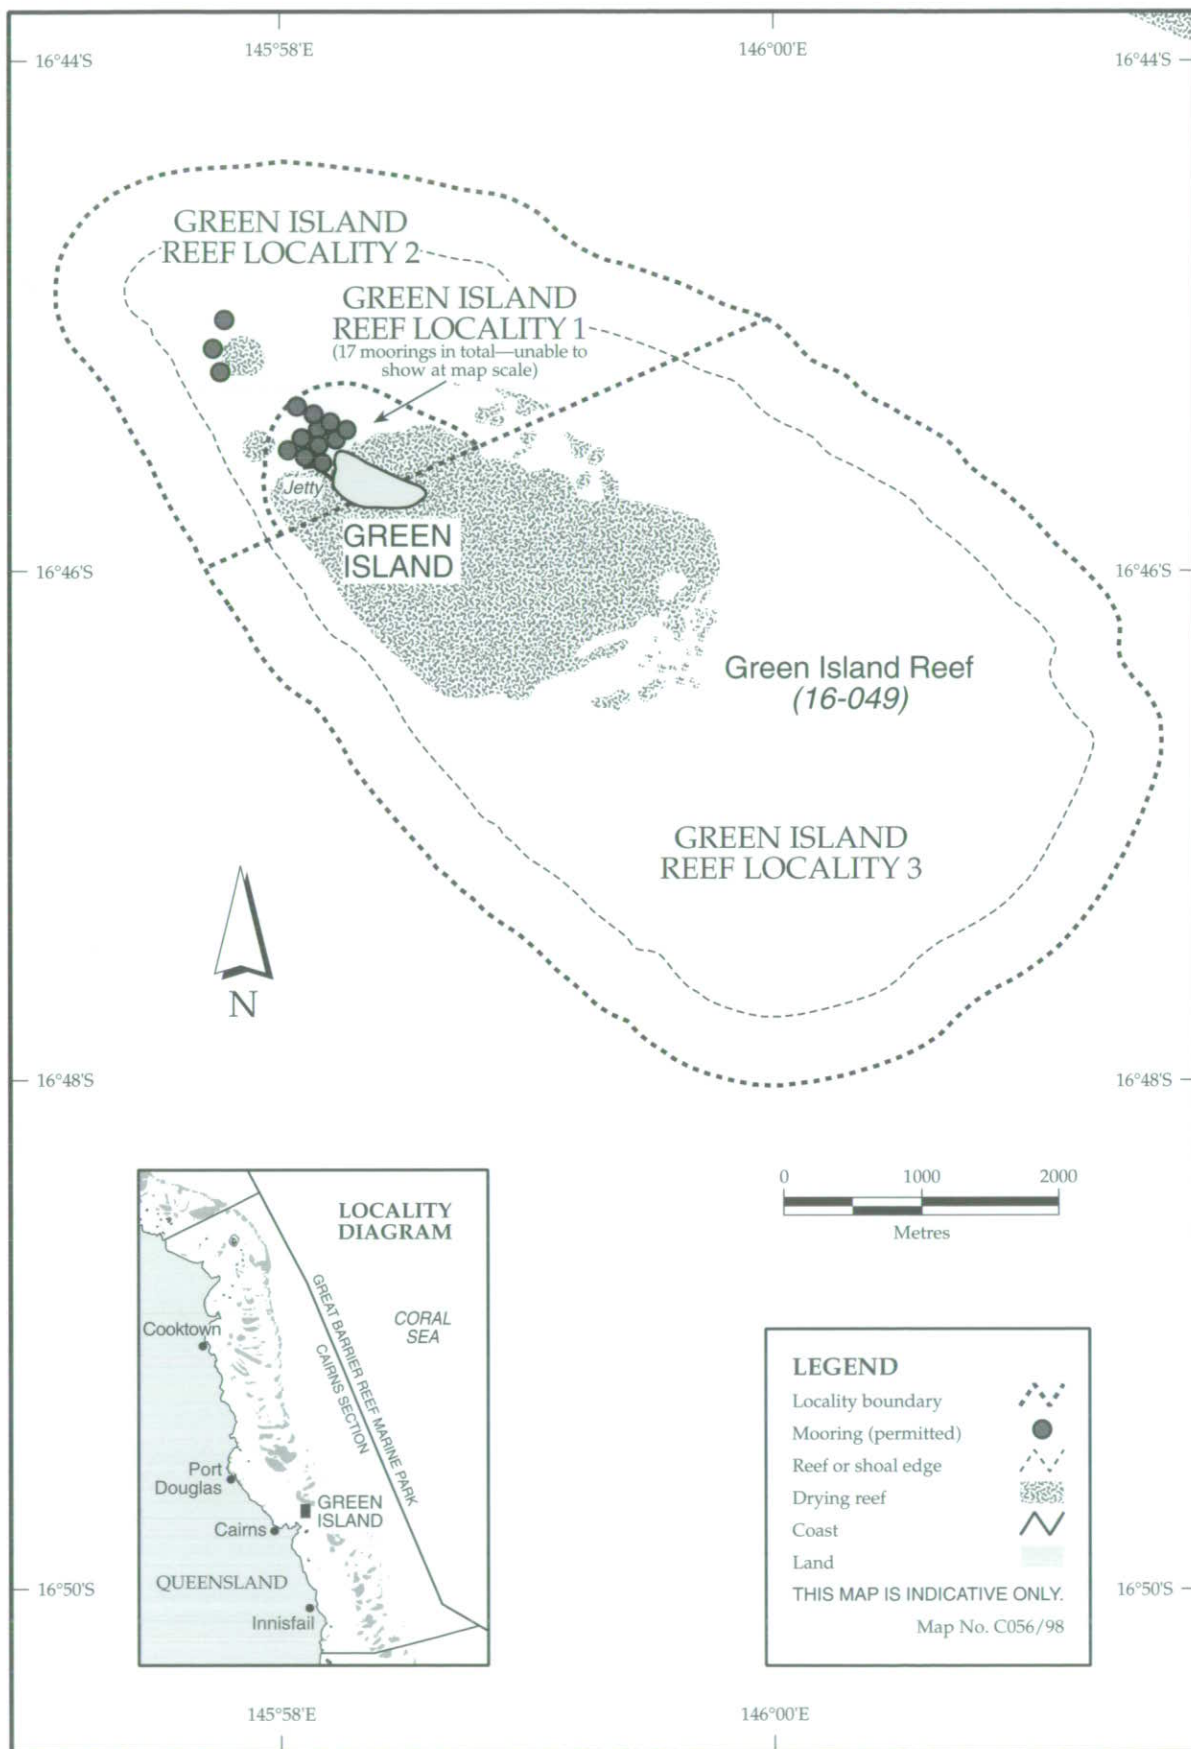 145°58'E
146°00'E
16°44'S
16°44'S
GREEN ISLAND
REEF LOCALITY 2
GREEN ISLAND
REEF LOCALITY 1
(17 moorings in total—unable to
show at map scale)
Jetty
GREEN
ISLAND
16°46'S
16°46'S
Green Island Reef
(16-049)
GREEN ISLAND
REEF LOCALITY 3
N
16°48'S
16°48'S
0 1000 2000
Metres
LOCALITY
DIAGRAM
CORAL
SEA
GREAT BARRIER REEF MARINE PARK
CAIRNS SECTION
Cooktown
Port
Douglas
GREEN
ISLAND
Cairns
QUEENSLAND
Innisfail
LEGEND
Locality boundary
Mooring (permitted)
Reef or shoal edge
Drying reef
Coast
Land
THIS MAP IS INDICATIVE ONLY.
Map No. C056/98
16°50'S
16°50'S
145°58'E
146°00'E